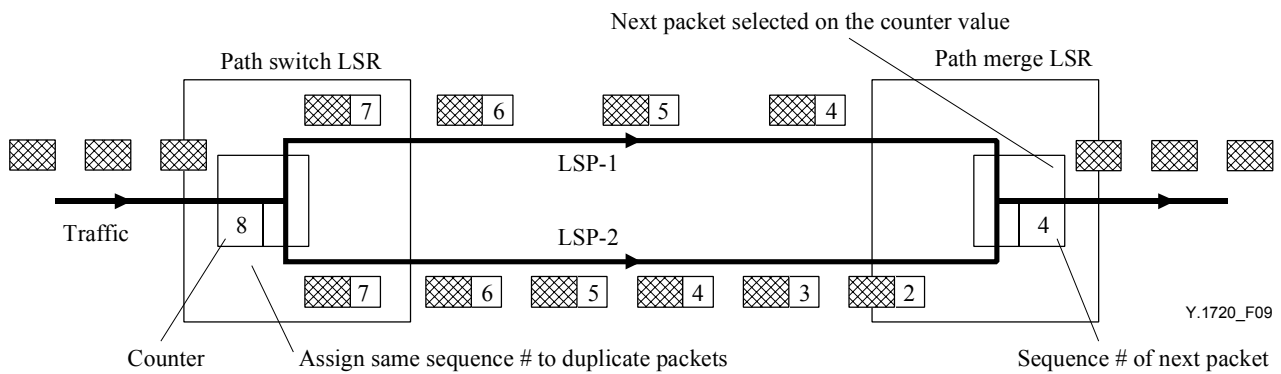 Next packet selected on the counter value
Path switch LSR
Path merge LSR
7
6
5
4
LSP-1
8
4
Traffic
LSP-2
7
6
5
4
3
2
Y.1720_F09
Counter
Assign same sequence # to duplicate packets
Sequence # of next packet